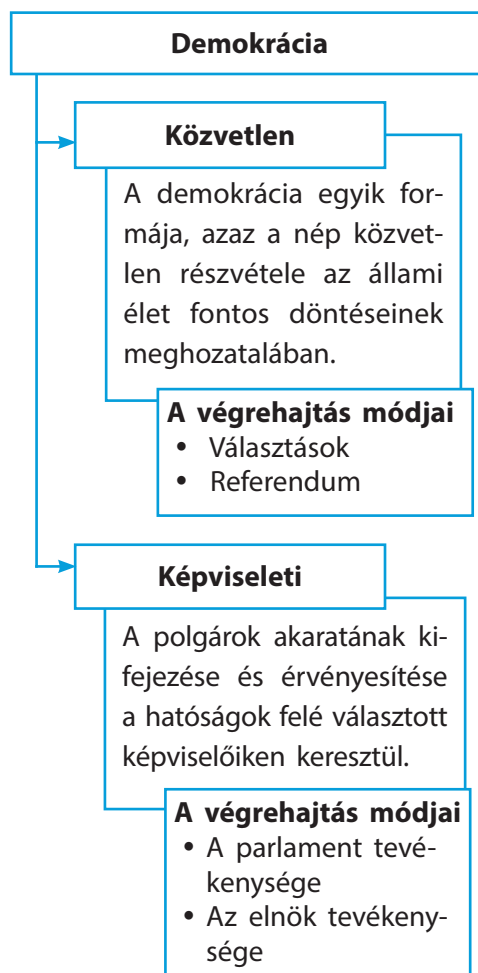 Demokrácia
Közvetlen
A demokrácia egyik for-
mája, azaz a nép közvet-
len részvétele az állami
élet fontos döntéseinek
meghozatalában.
A végrehajtás módjai
• Választások
• Referendum
Képviseleti
A polgárok akaratának ki-
fejezése és érvényesítése
a hatóságok felé választott
képviselőiken keresztül.
A végrehajtás módjai
• A parlament tevé-
kenysége
• Az elnök tevékeny-
sége